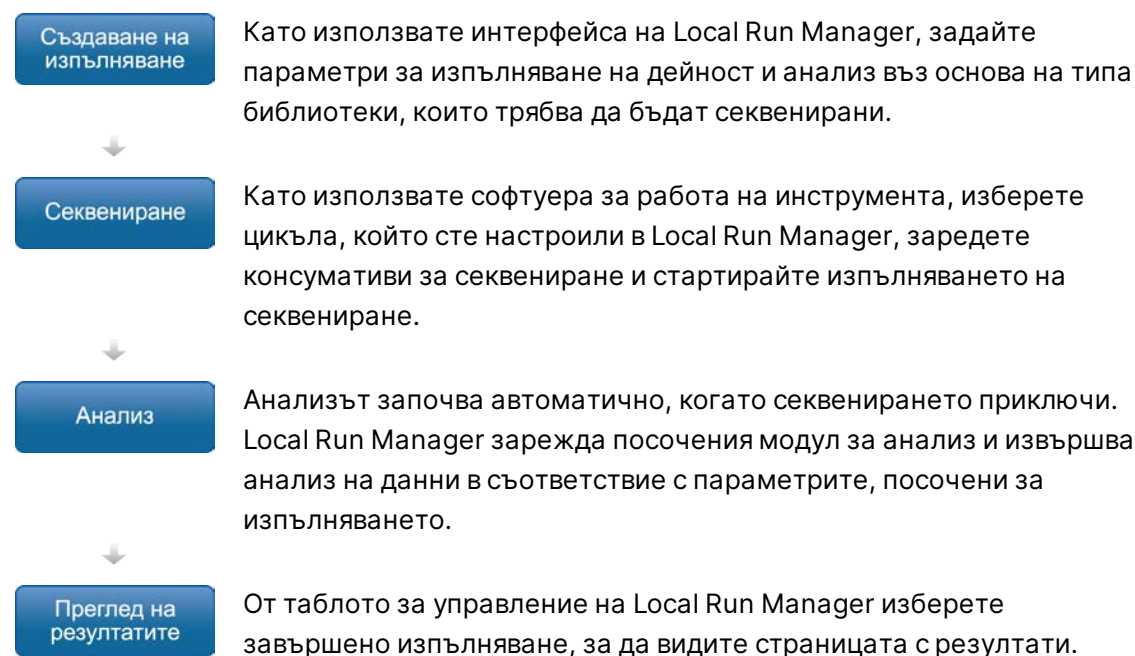 Създаване на
изпълняване
Като използвате интерфейса на Local Run Manager, задайте
параметри за изпълняване на дейност и анализ въз основа на типа
библиотеки, които трябва да бъдат секвенирани.
Секвениране
Като използвате софтуера за работа на инструмента, изберете
цикъла, който сте настроили в Local Run Manager, заредете
консумативи за секвениране и стартирайте изпълняването на
секвениране.
Анализ
Анализът започва автоматично, когато секвенирането приключи.
Local Run Manager зарежда посочения модул за анализ и извършва
анализ на данни в съответствие с параметрите, посочени за
изпълняването.
Преглед на
резултатите
От таблото за управление на Local Run Manager изберете
завършено изпълняване, за да видите страницата с резултати.